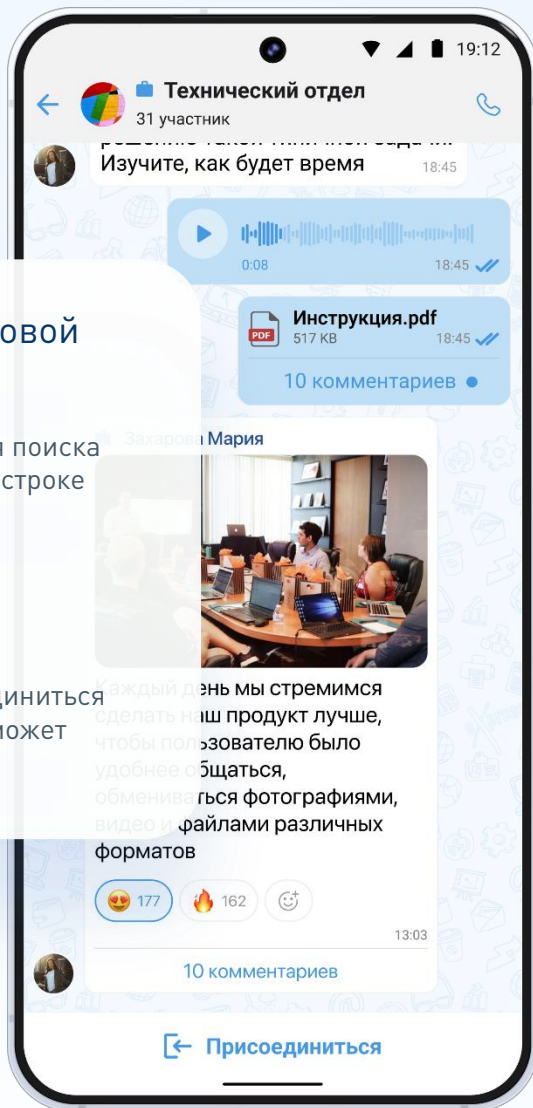 19:12
Технический отдел
31 участник
Изучите, как будет время
18:45
0:08
18:45
Инструкция.pdf
PDF
517 KB
18:45
10 комментариев
овой
поиска
строке
диниться
может
Захарова Мария
Каждый день мы стремимся
сделать наш продукт лучше,
чтобы пользователю было
удобнее общаться,
обмениваться фотографиями,
видео и файлами различных
форматов
177
162
13:03
10 комментариев
Присоединиться